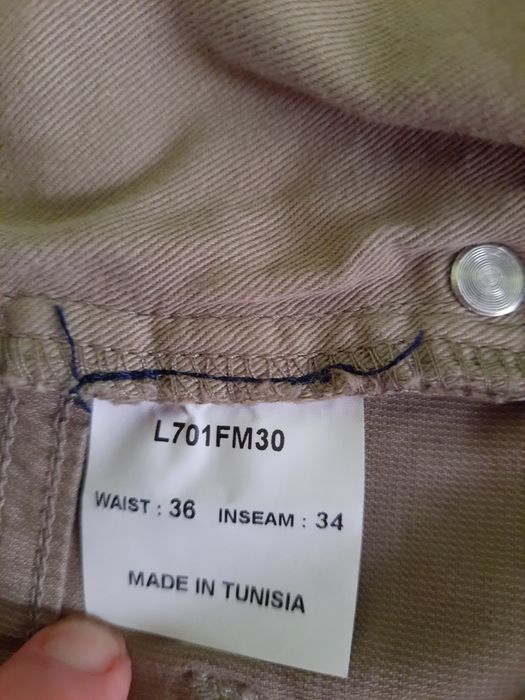 L701FM30
WAIST : 36 INSEAM : 34
MADE IN TUNISIA